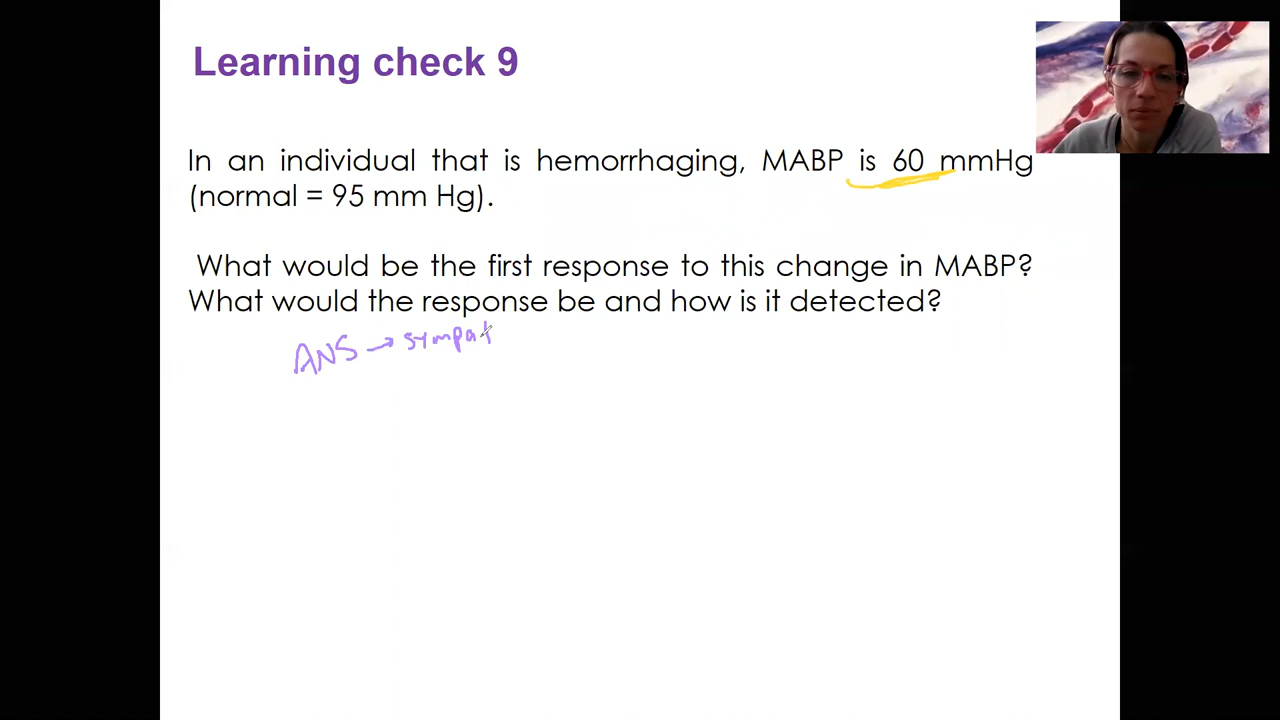 Learning check 9
In an individual that is hemorrhaging, MABP is 60 mmHg
(normal = 95 mm Hg).
What would be the first response to this change in MABP?
What would the response be and how is it detected?
ANS → sympat